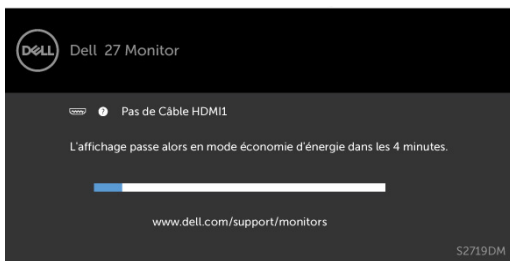 DELL
Dell 27 Monitor
? Pas de Câble HDMI1
L'affichage passe alors en mode économie d'énergie dans les 4 minutes.
www.dell.com/support/monitors
S2719DM